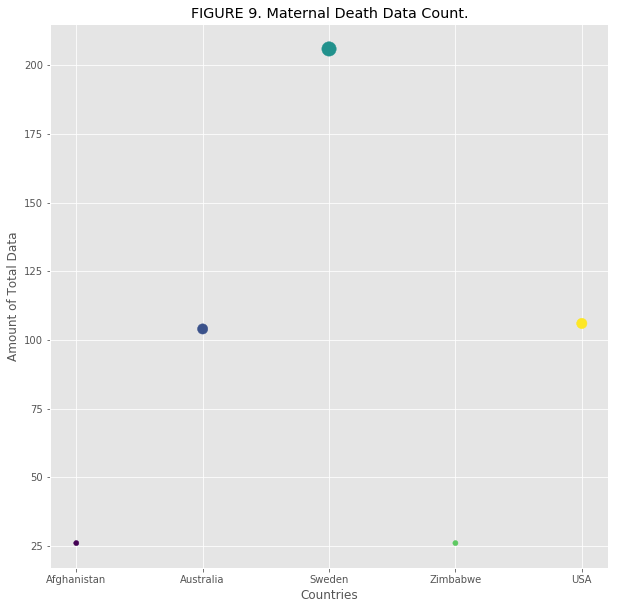 FIGURE 9. Maternal Death Data Count.
200
175
150
125
100
75
50
25
Amount of Total Data
Afghanistan Australia Sweden Zimbabwe USA
Countries